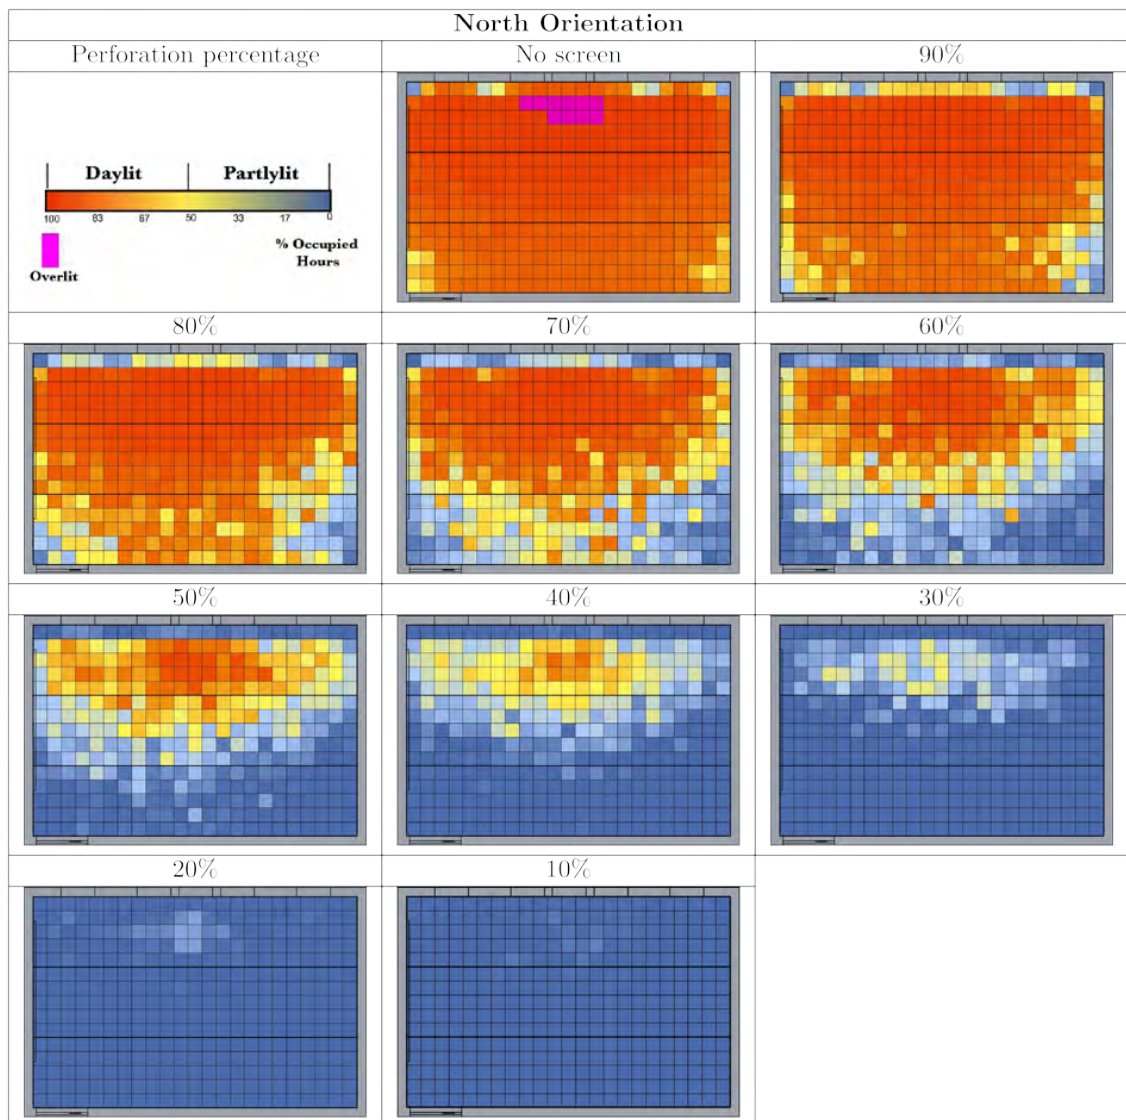 North Orientation
Perforation percentage No screen 90%
Daylit Partlylit
100 83 67 50 33 17 0
% Occupied
Hours
Overlit
80% 70% 60%
50% 40% 30%
20% 10%